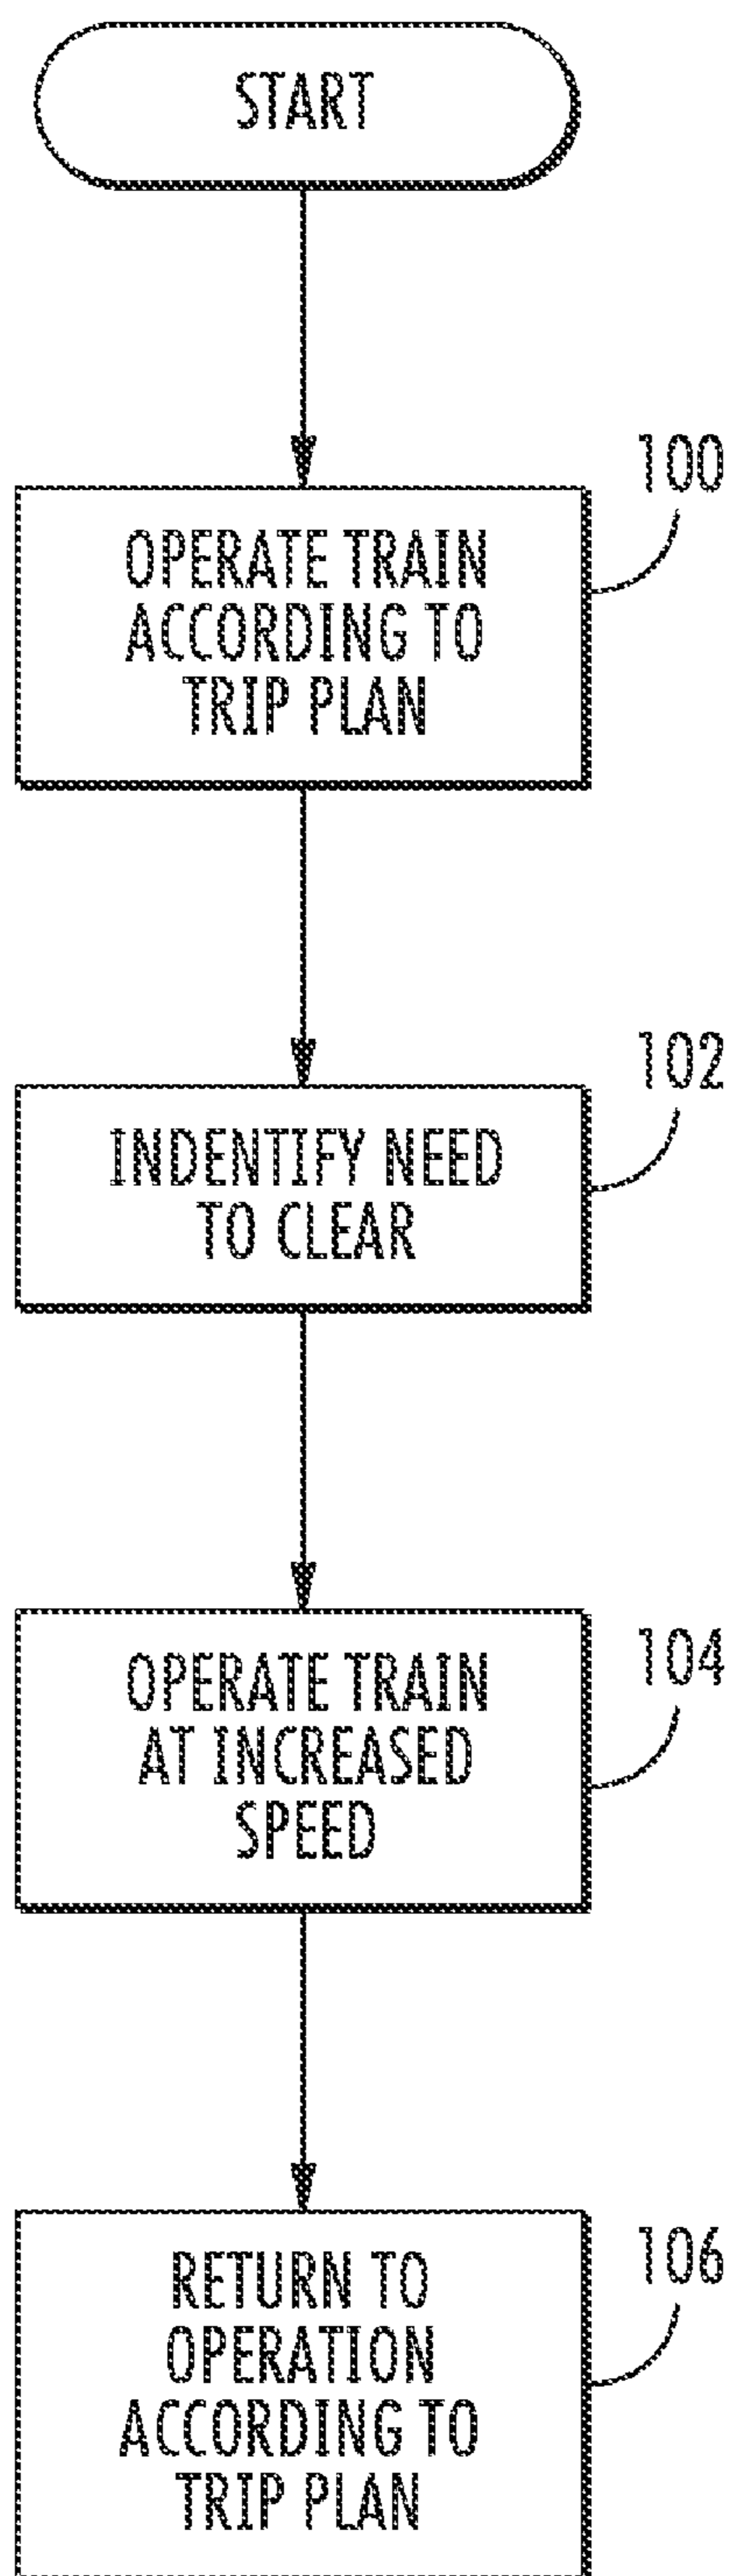 START
100
OPERATE TRAIN
ACCORDING TO
TRIP PLAN
102
INDENTIFY NEED
TO CLEAR
104
OPERATE TRAIN
AT INCREASED
SPEED
106
RETURN TO
OPERATION
ACCORDING TO
TRIP PLAN